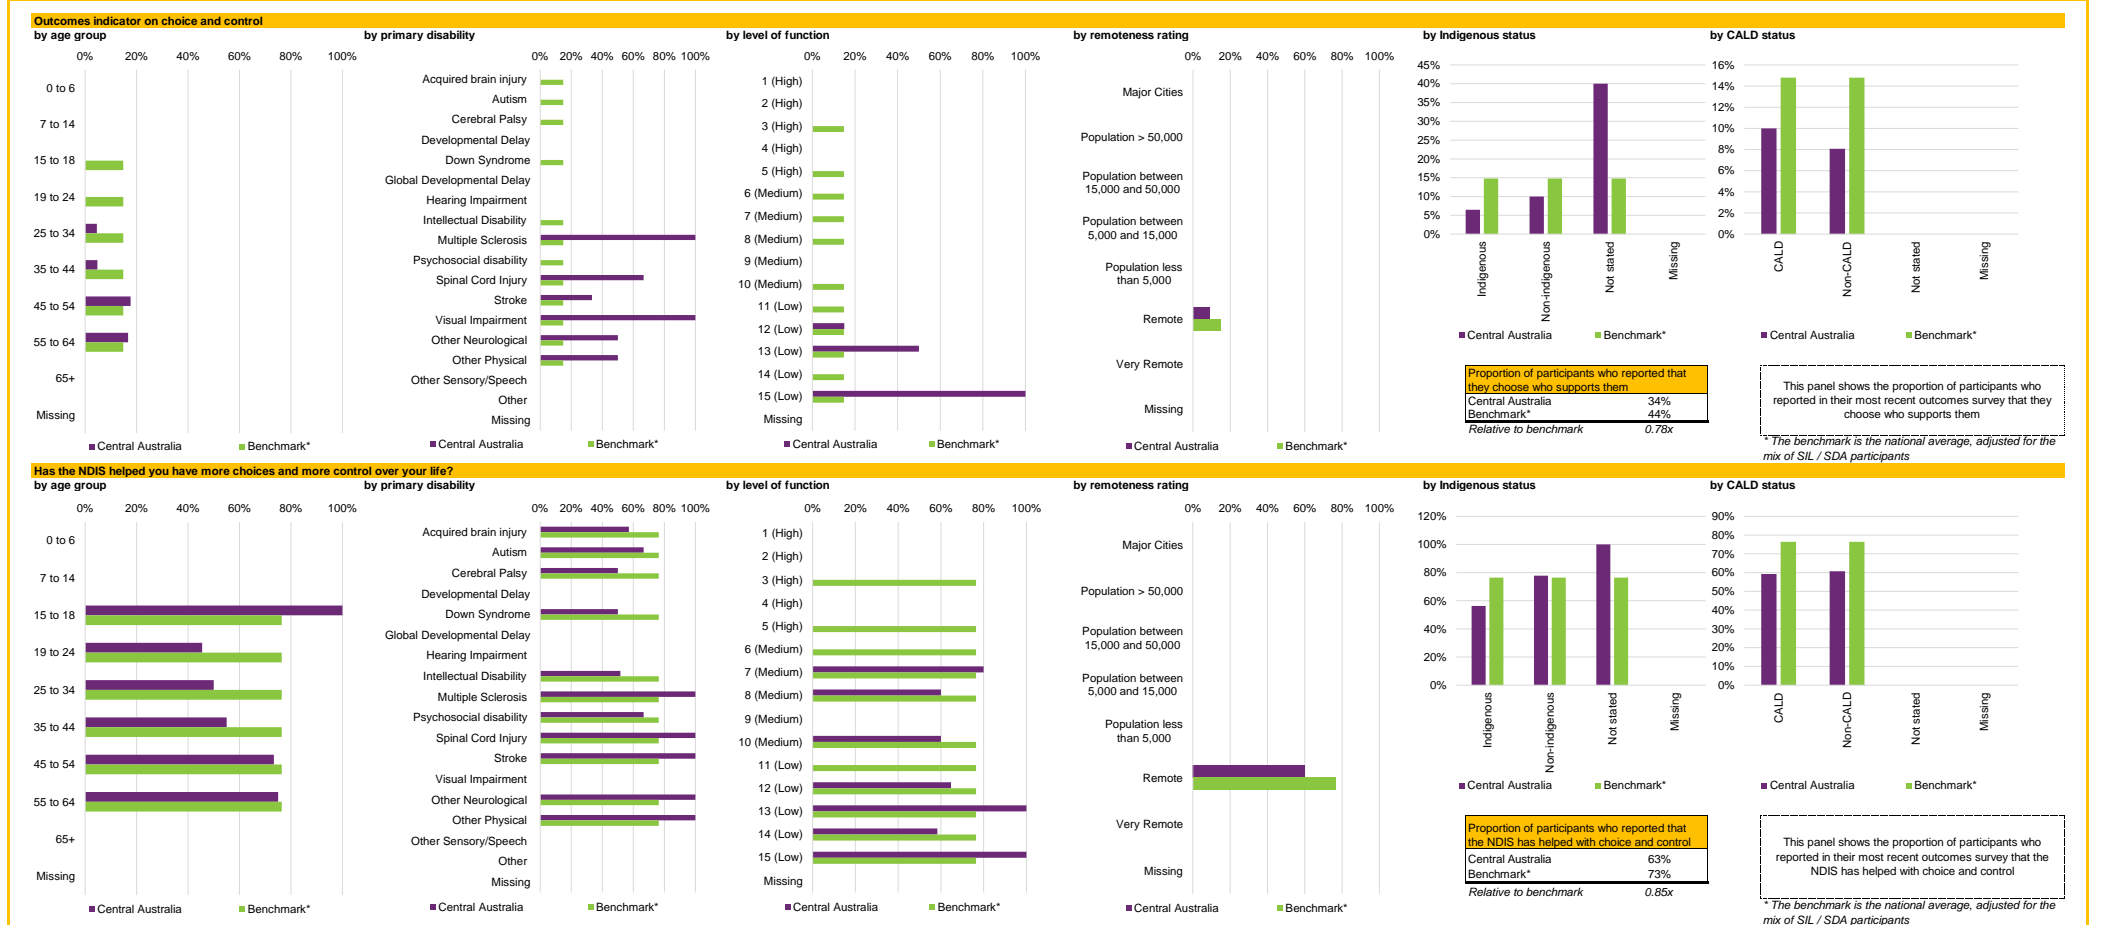 Outcomes indicator on choice and control
by age group
0% 20% 40% 60% 80% 100%
0 to 6
7 to 14
15 to 18
19 to 24
25 to 34
35 to 44
45 to 54
55 to 64
65+
Missing
Central Australia Benchmark*
by primary disability
0% 20% 40% 60% 80% 100%
Acquired brain injury
Autism
Cerebral Palsy
Developmental Delay
Down Syndrome
Global Developmental Delay
Hearing Impairment
Intellectual Disability
Multiple Sclerosis
Psychosocial disability
Spinal Cord Injury
Stroke
Visual Impairment
Other Neurological
Other Physical
Other Sensory/Speech
Other
Missing
Central Australia Benchmark*
by level of function
0% 20% 40% 60% 80% 100%
1 (High)
2 (High)
3 (High)
4 (High)
5 (High)
6 (Medium)
7 (Medium)
8 (Medium)
9 (Medium)
10 (Medium)
11 (Low)
12 (Low)
13 (Low)
14 (Low)
15 (Low)
Missing
Central Australia Benchmark*
by remoteness rating
0% 20% 40% 60% 80% 100%
Major Cities
Population > 50,000
Population between
15,000 and 50,000
Population between
5,000 and 15,000
Population less
than 5,000
Remote
Very Remote
Missing
Central Australia Benchmark*
by Indigenous status
45%
40%
35%
30%
25%
20%
15%
10%
5%
0%
Indigenous
Non-indigenous
Not stated
Missing
Central Australia Benchmark*
by CALD status
16%
14%
12%
10%
8%
6%
4%
2%
0%
CALD
Non-CALD
Not stated
Missing
Central Australia Benchmark*
Proportion of participants who reported that
they choose who supports them
Central Australia 34%
Benchmark* 44%
Relative to benchmark 0.78x
This panel shows the proportion of participants who
reported in their most recent outcomes survey that they
choose who supports them
* The benchmark is the national average, adjusted for the
mix of SIL / SDA participants
Has the NDIS helped you have more choices and more control over your life?
by age group
0% 20% 40% 60% 80% 100%
0 to 6
7 to 14
15 to 18
19 to 24
25 to 34
35 to 44
45 to 54
55 to 64
65+
Missing
Central Australia Benchmark*
by primary disability
0% 20% 40% 60% 80% 100%
Acquired brain injury
Autism
Cerebral Palsy
Developmental Delay
Down Syndrome
Global Developmental Delay
Hearing Impairment
Intellectual Disability
Multiple Sclerosis
Psychosocial disability
Spinal Cord Injury
Stroke
Visual Impairment
Other Neurological
Other Physical
Other Sensory/Speech
Other
Missing
Central Australia Benchmark*
by level of function
0% 20% 40% 60% 80% 100%
1 (High)
2 (High)
3 (High)
4 (High)
5 (High)
6 (Medium)
7 (Medium)
8 (Medium)
9 (Medium)
10 (Medium)
11 (Low)
12 (Low)
13 (Low)
14 (Low)
15 (Low)
Missing
Central Australia Benchmark*
by remoteness rating
0% 20% 40% 60% 80% 100%
Major Cities
Population > 50,000
Population between
15,000 and 50,000
Population between
5,000 and 15,000
Population less
than 5,000
Remote
Very Remote
Missing
Central Australia Benchmark*
by Indigenous status
120%
100%
80%
60%
40%
20%
0%
Indigenous
Non-indigenous
Not stated
Missing
Central Australia Benchmark*
by CALD status
90%
80%
70%
60%
50%
40%
30%
20%
10%
0%
CALD
Non-CALD
Not stated
Missing
Central Australia Benchmark*
Proportion of participants who reported that
the NDIS has helped with choice and control
Central Australia 63%
Benchmark* 73%
Relative to benchmark 0.85x
This panel shows the proportion of participants who
reported in their most recent outcomes survey that the
NDIS has helped with choice and control
* The benchmark is the national average, adjusted for the
mix of SIL / SDA participants